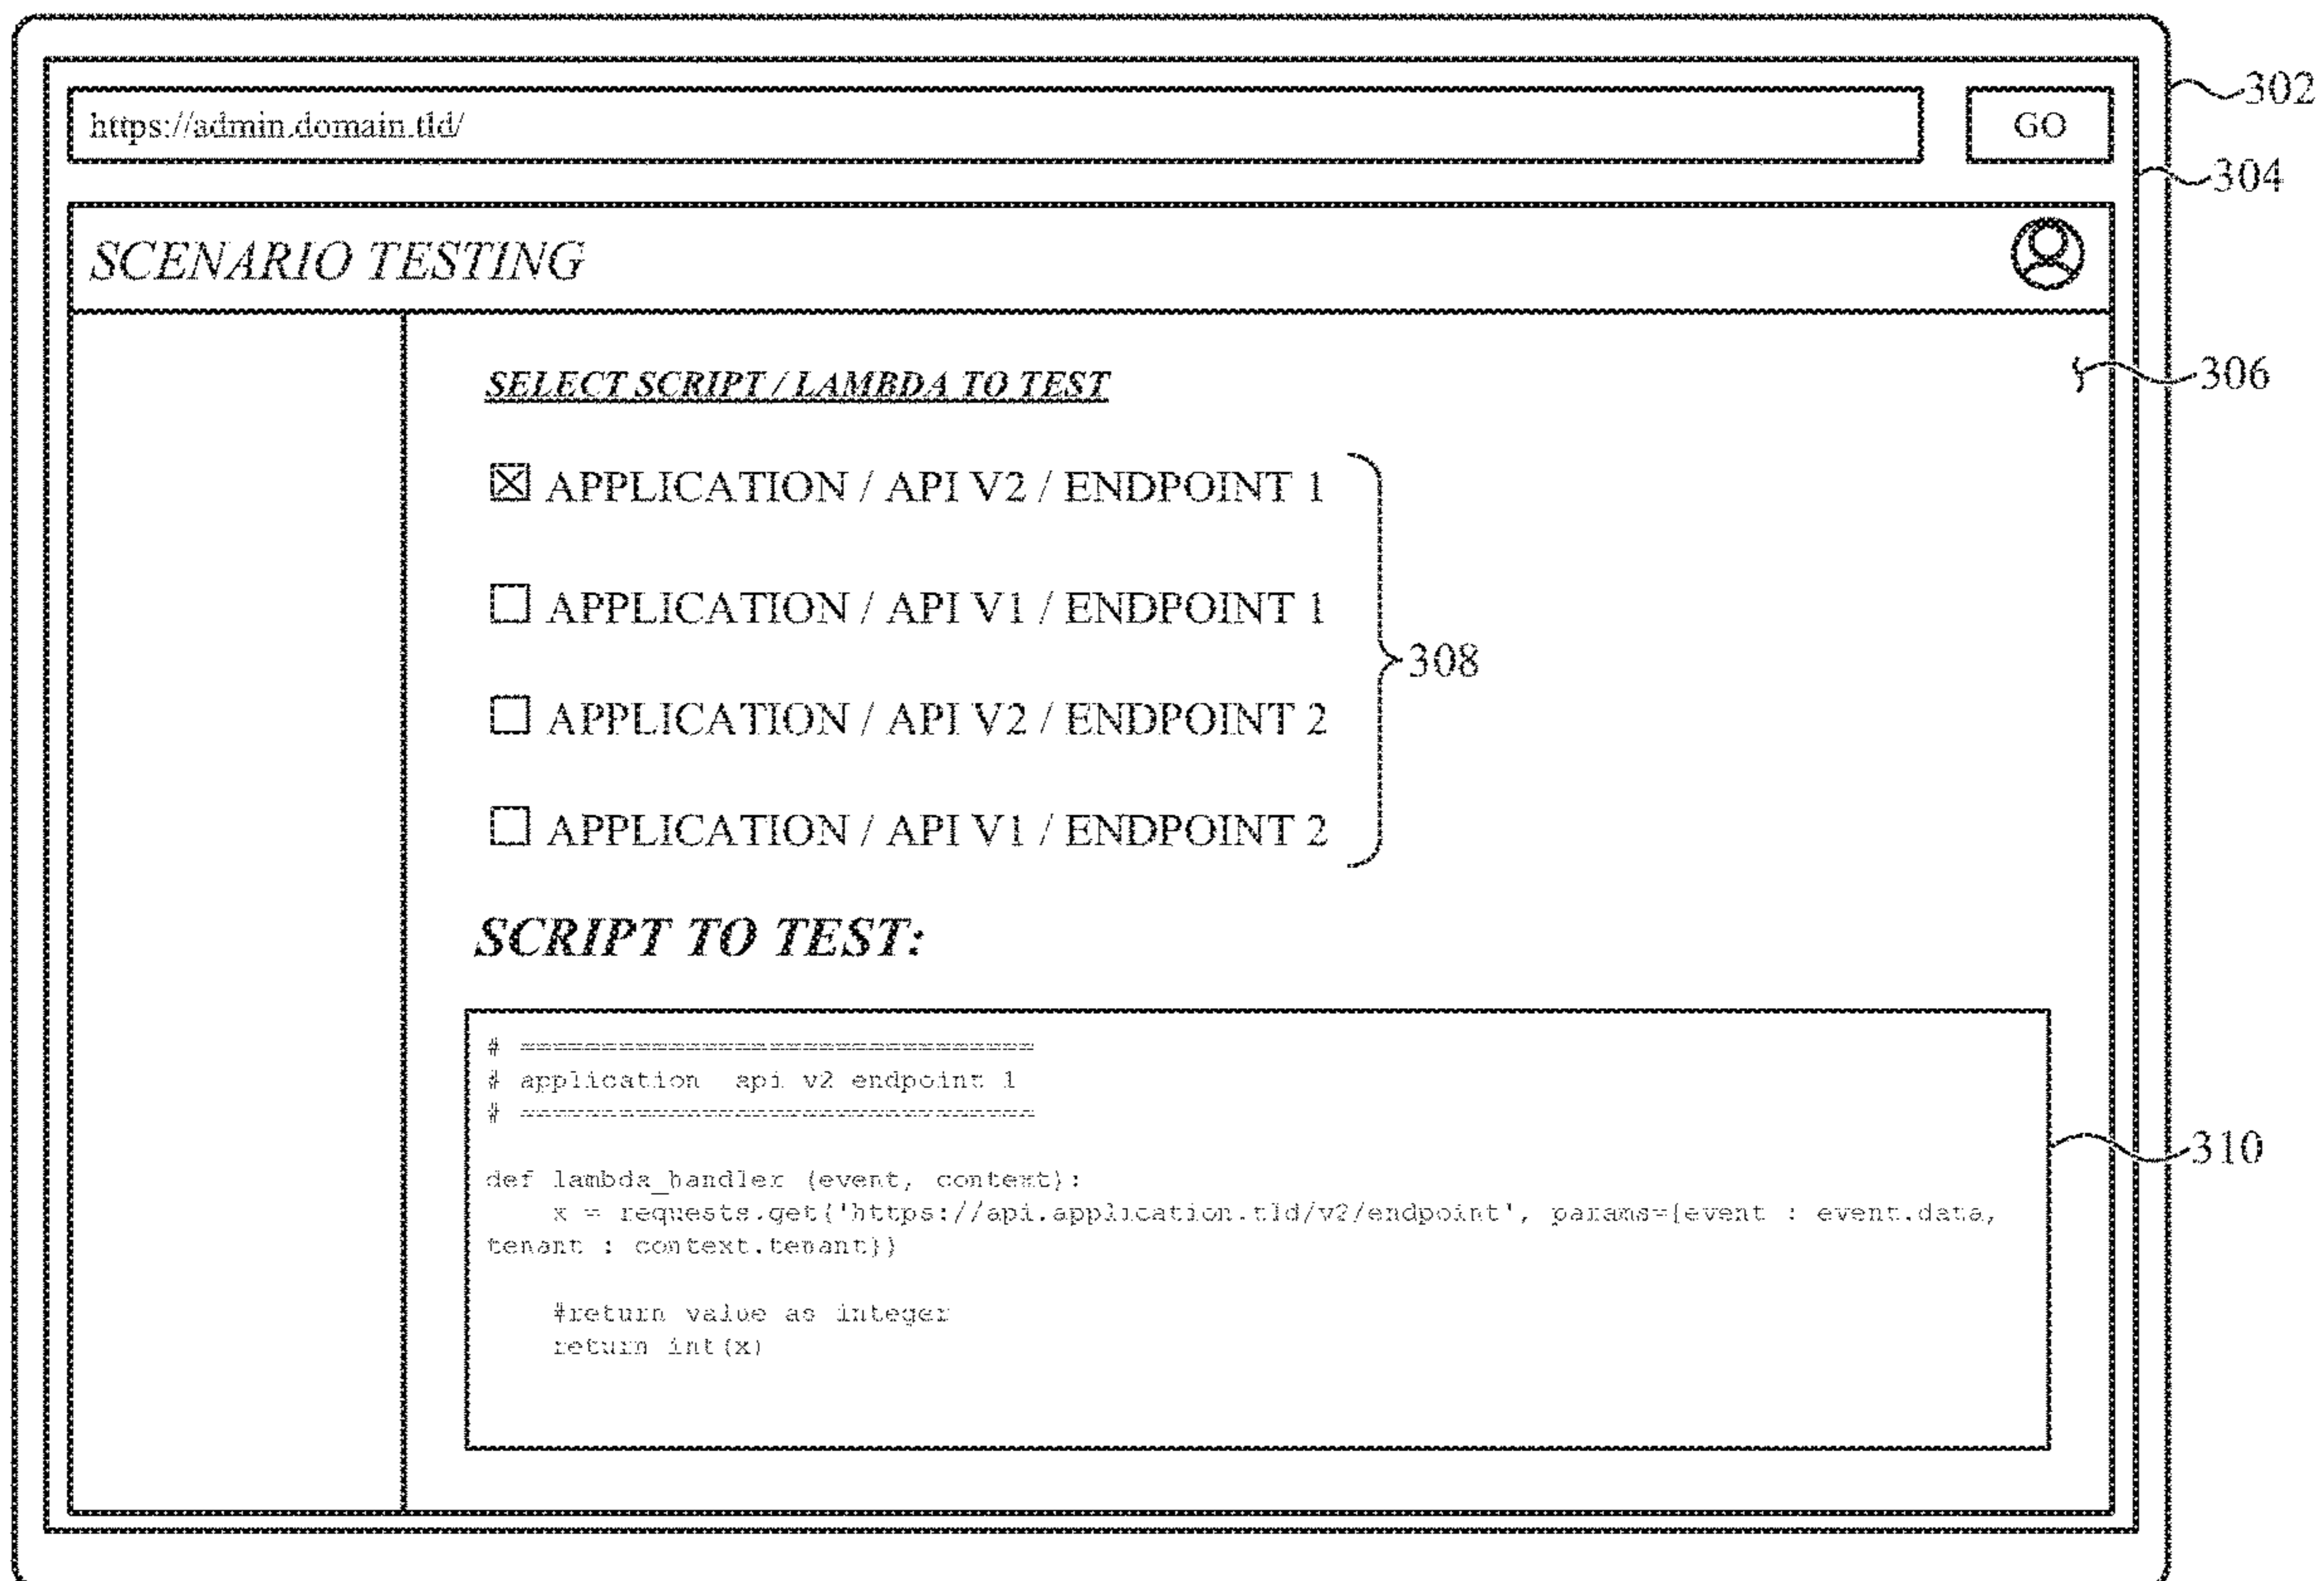 https://admin.domain.tld/
GO
302
304
SCENARIO TESTING
306
SELECT SCRIPT / LAMBDA TO TEST
APPLICATION / API V2 / ENDPOINT 1
APPLICATION / API V1 / ENDPOINT 1
308
APPLICATION / API V2 / ENDPOINT 2
APPLICATION / API V1 / ENDPOINT 2
SCRIPT TO TEST:
# ===============================
# application  api v2 endpoint 1
# ===============================
310
def lambda_handler (event, context):
    x = requests.get('https://api.application.tld/v2/endpoint', params={event : event.data,
tenant : context.tenant})
    #return value as integer
    return int(x)